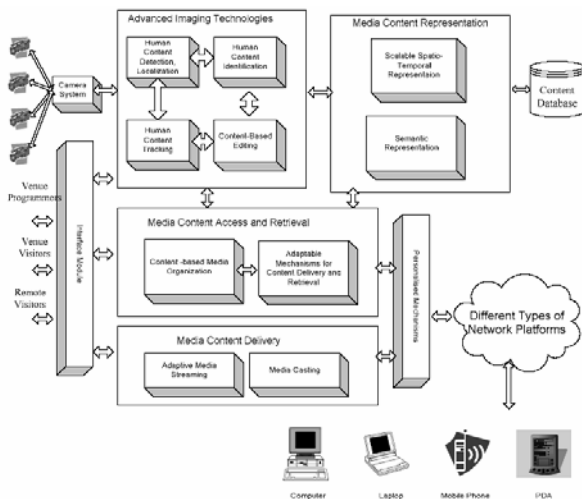 Advanced Imaging Technologies
Media Content Representation
Human
Content
Detection,
Localization
Human
Content
Identification
Scalable Spatio-
Temporal Representaion
Camera
System
Content
Database
Human
Content
Tracking
Content-Based
Editing
Semantic
Representation
Venue
Programmers
Venue
Visitors
Remote
Visitors
Interface Module
Media Content Access and Retrieval
Content -based Media
Organization
Adaptable
Mechanisms for
Content Delivery and
Retrieval
Personalised Mechanisms
Different Types of
Network Platforms
Media Content Delivery
Adaptive Media
Streaming
Media Casting
Computer
Laptop
Mobile Phone
PDA